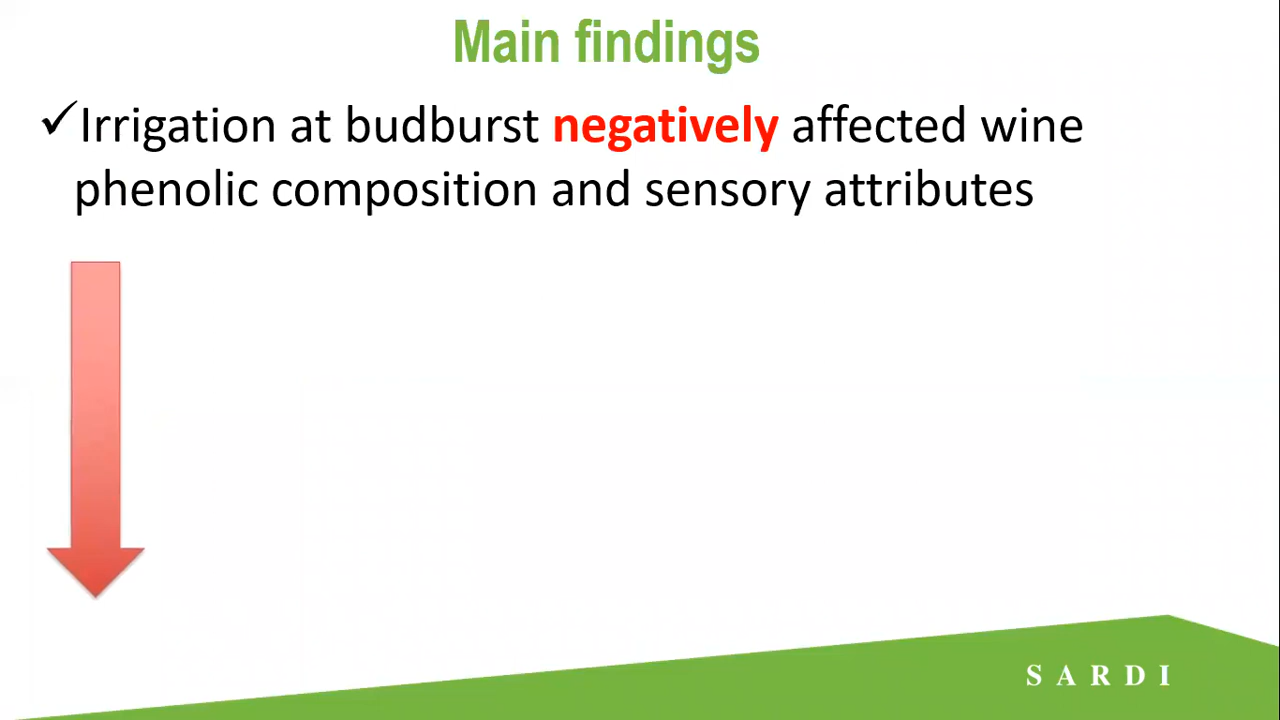 Main findings
✓Irrigation at budburst negatively affected wine
phenolic composition and sensory attributes
SARDI